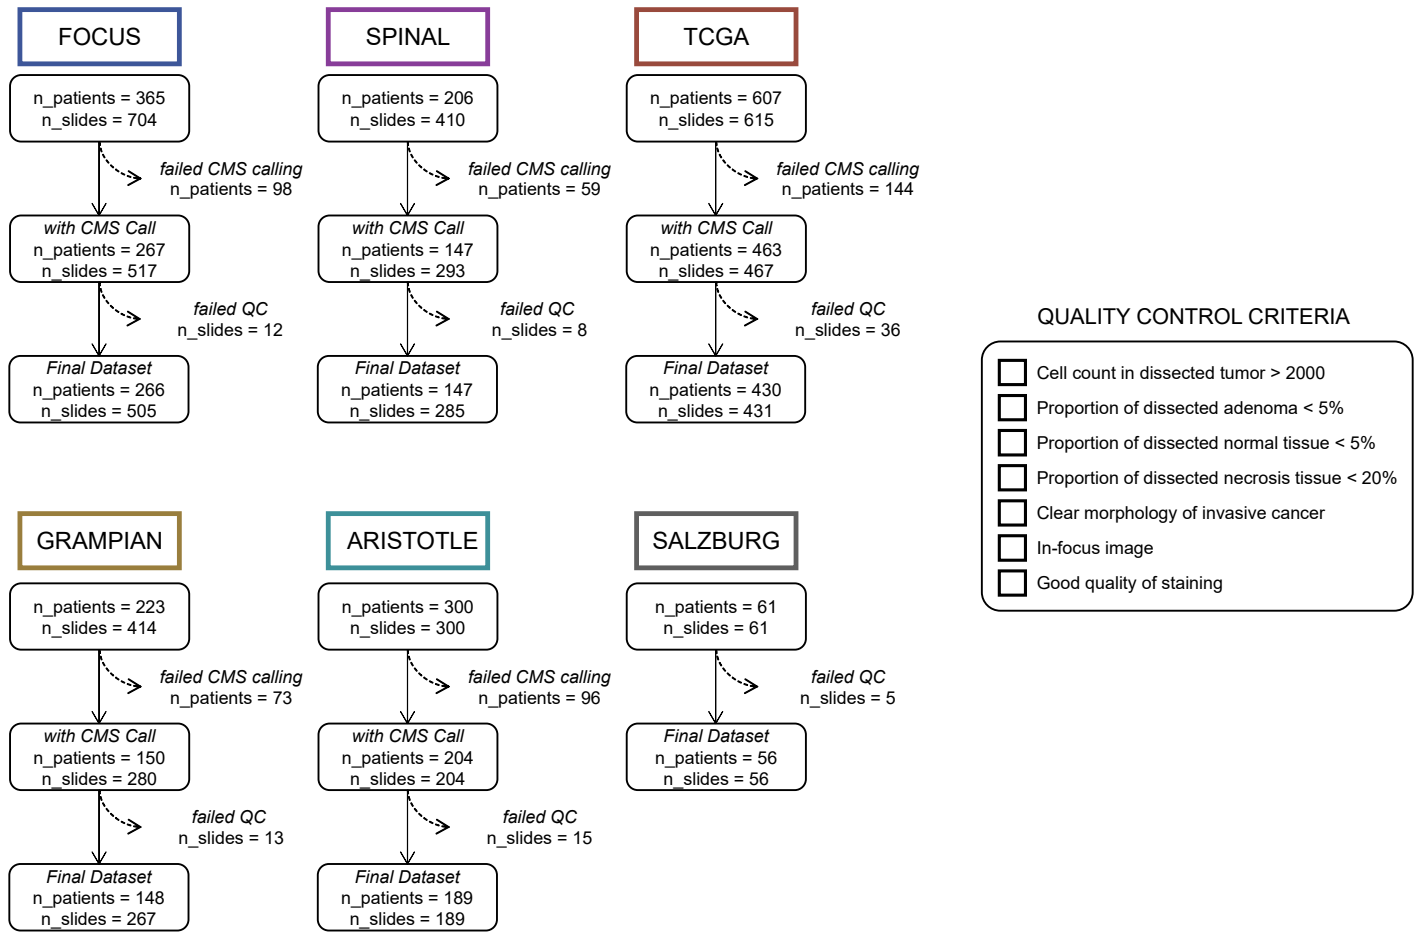 FOCUS
n_patients = 365
n_slides = 704
failed CMS calling
n_patients = 98
with CMS Call
n_patients = 267
n_slides = 517
failed QC
n_slides = 12
Final Dataset
n_patients = 266
n_slides = 505
SPINAL
n_patients = 206
n_slides = 410
failed CMS calling
n_patients = 59
with CMS Call
n_patients = 147
n_slides = 293
failed QC
n_slides = 8
Final Dataset
n_patients = 147
n_slides = 285
TCGA
n_patients = 607
n_slides = 615
failed CMS calling
n_patients = 144
with CMS Call
n_patients = 463
n_slides = 467
failed QC
n_slides = 36
Final Dataset
n_patients = 430
n_slides = 431
GRAMPIAN
n_patients = 223
n_slides = 414
failed CMS calling
n_patients = 73
with CMS Call
n_patients = 150
n_slides = 280
failed QC
n_slides = 13
Final Dataset
n_patients = 148
n_slides = 267
ARISTOTLE
n_patients = 300
n_slides = 300
failed CMS calling
n_patients = 96
with CMS Call
n_patients = 204
n_slides = 204
failed QC
n_slides = 15
Final Dataset
n_patients = 189
n_slides = 189
SALZBURG
n_patients = 61
n_slides = 61
failed QC
n_slides = 5
Final Dataset
n_patients = 56
n_slides = 56
QUALITY CONTROL CRITERIA
Cell count in dissected tumor > 2000
Proportion of dissected adenoma < 5%
Proportion of dissected normal tissue < 5%
Proportion of dissected necrosis tissue < 20%
Clear morphology of invasive cancer
In-focus image
Good quality of staining